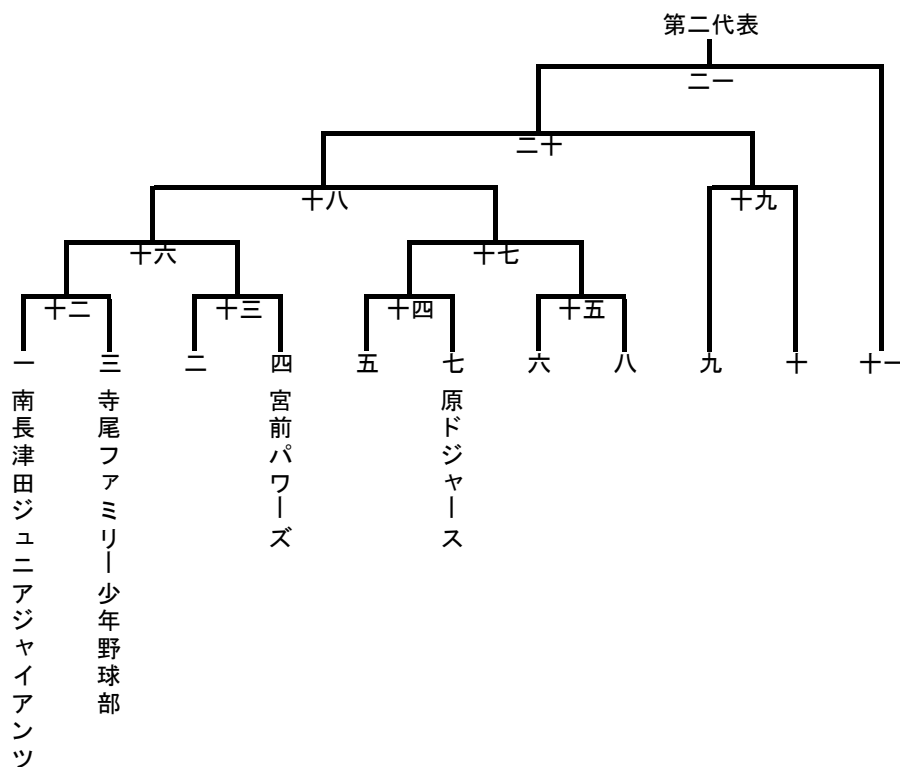 第二代表
二一
二十
十八
十九
十六
十七
十二
十三
十四
十五
一
三
二
四
五
七
六
八
九
十
十一
南長津田ジュニアジャイアンツ
寺尾ファミリー少年野球部
宮前パワーズ
原ドジャース